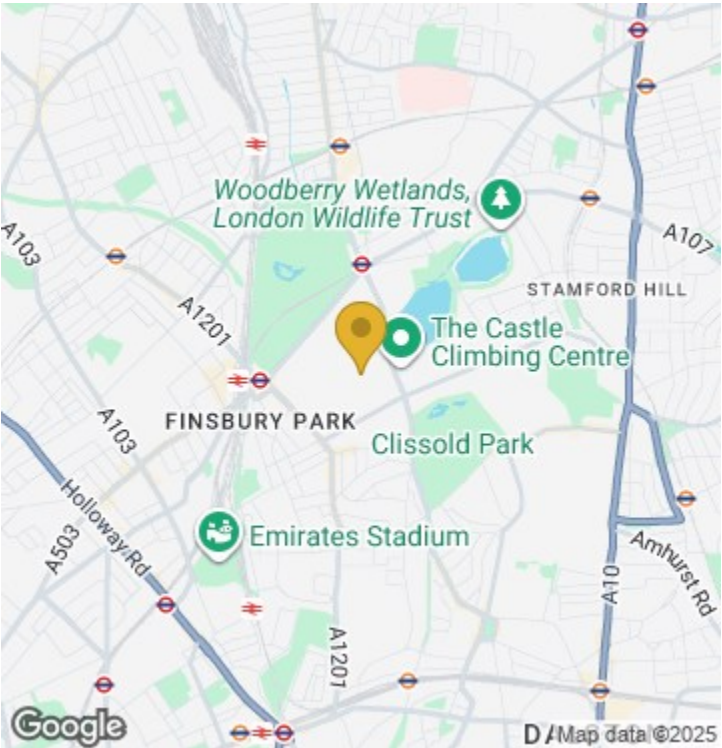 Woodberry Wetlands,
London Wildlife Trust
A103
A107
STAMFORD HILL
A1201
The Castle
Climbing Centre
A103
FINSBURY PARK
Clissold Park
Holloway Rd
A503
Emirates Stadium
Amhurst Rd
A10
A1201
Google
Map data ©2025